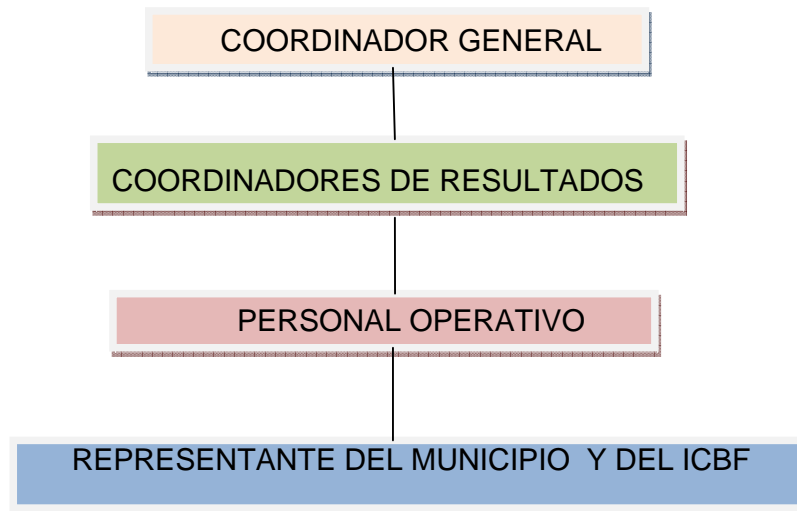 COORDINADOR GENERAL
COORDINADORES DE RESULTADOS
PERSONAL OPERATIVO
REPRESENTANTE DEL MUNICIPIO Y DEL ICBF